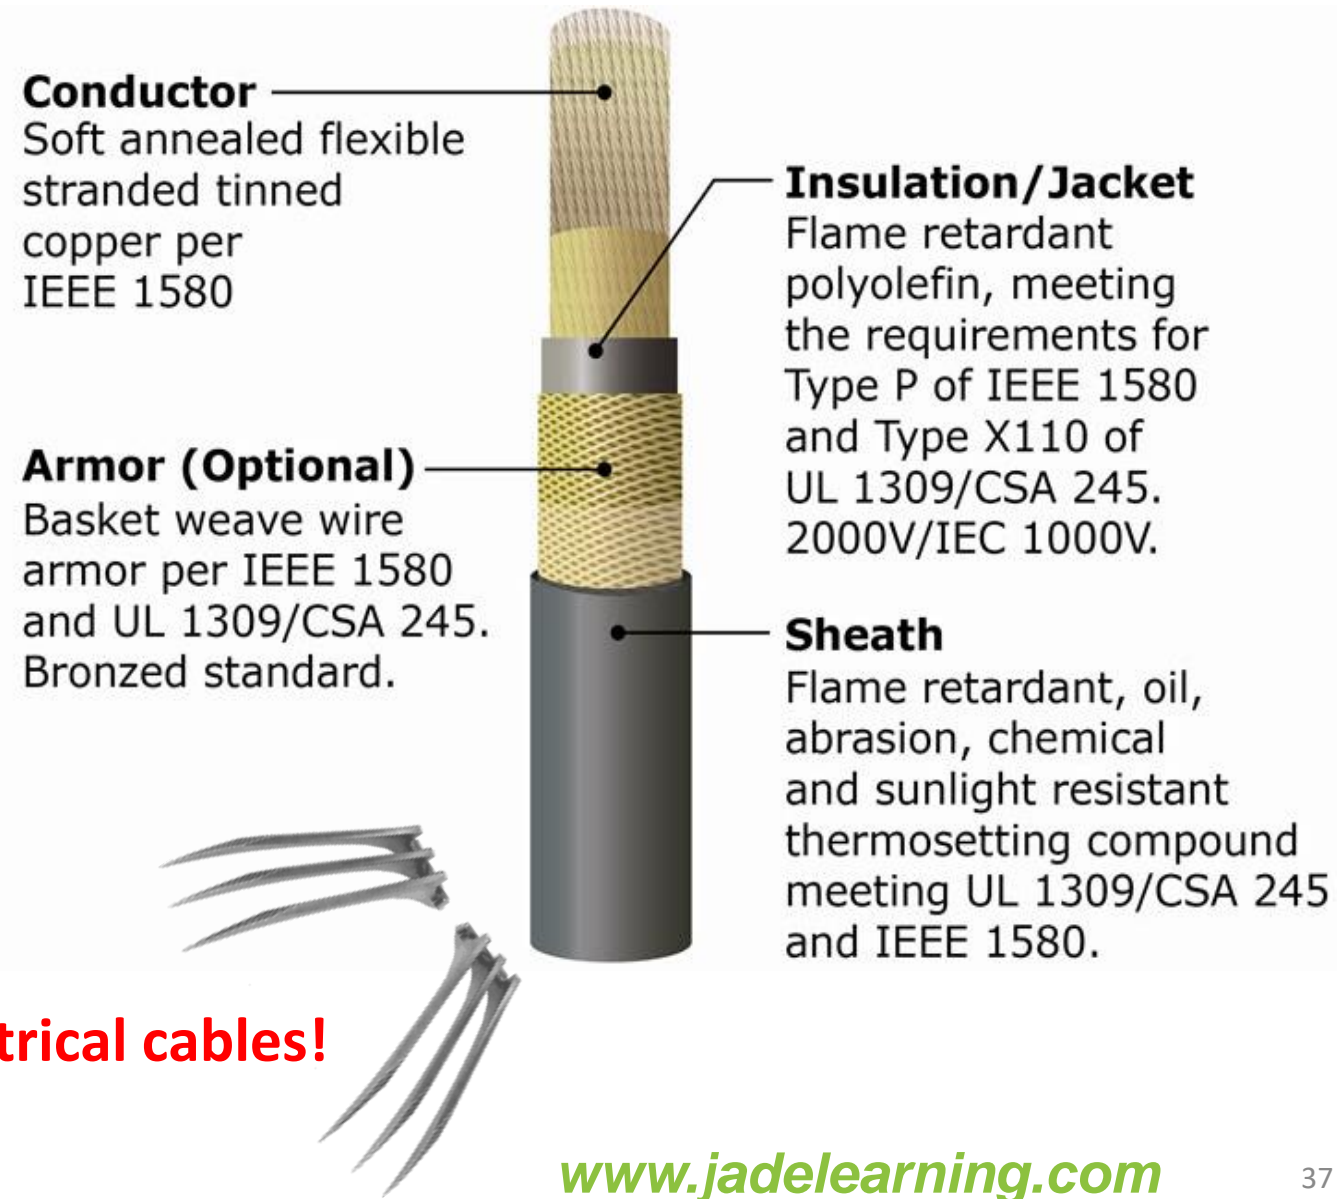 Conductor
Soft annealed flexible
stranded tinned
copper per
IEEE 1580
Insulation/Jacket
Flame retardant
polyolefin, meeting
the requirements for
Type P of IEEE 1580
and Type X110 of
UL 1309/CSA 245.
2000V/IEC 1000V.
Armor (Optional)
Basket weave wire
armor per IEEE 1580
and UL 1309/CSA 245.
Bronzed standard.
Sheath
Flame retardant, oil,
abrasion, chemical
and sunlight resistant
thermosetting compound
meeting UL 1309/CSA 245
and IEEE 1580.
trical cables!
www.jadelearning.com
37